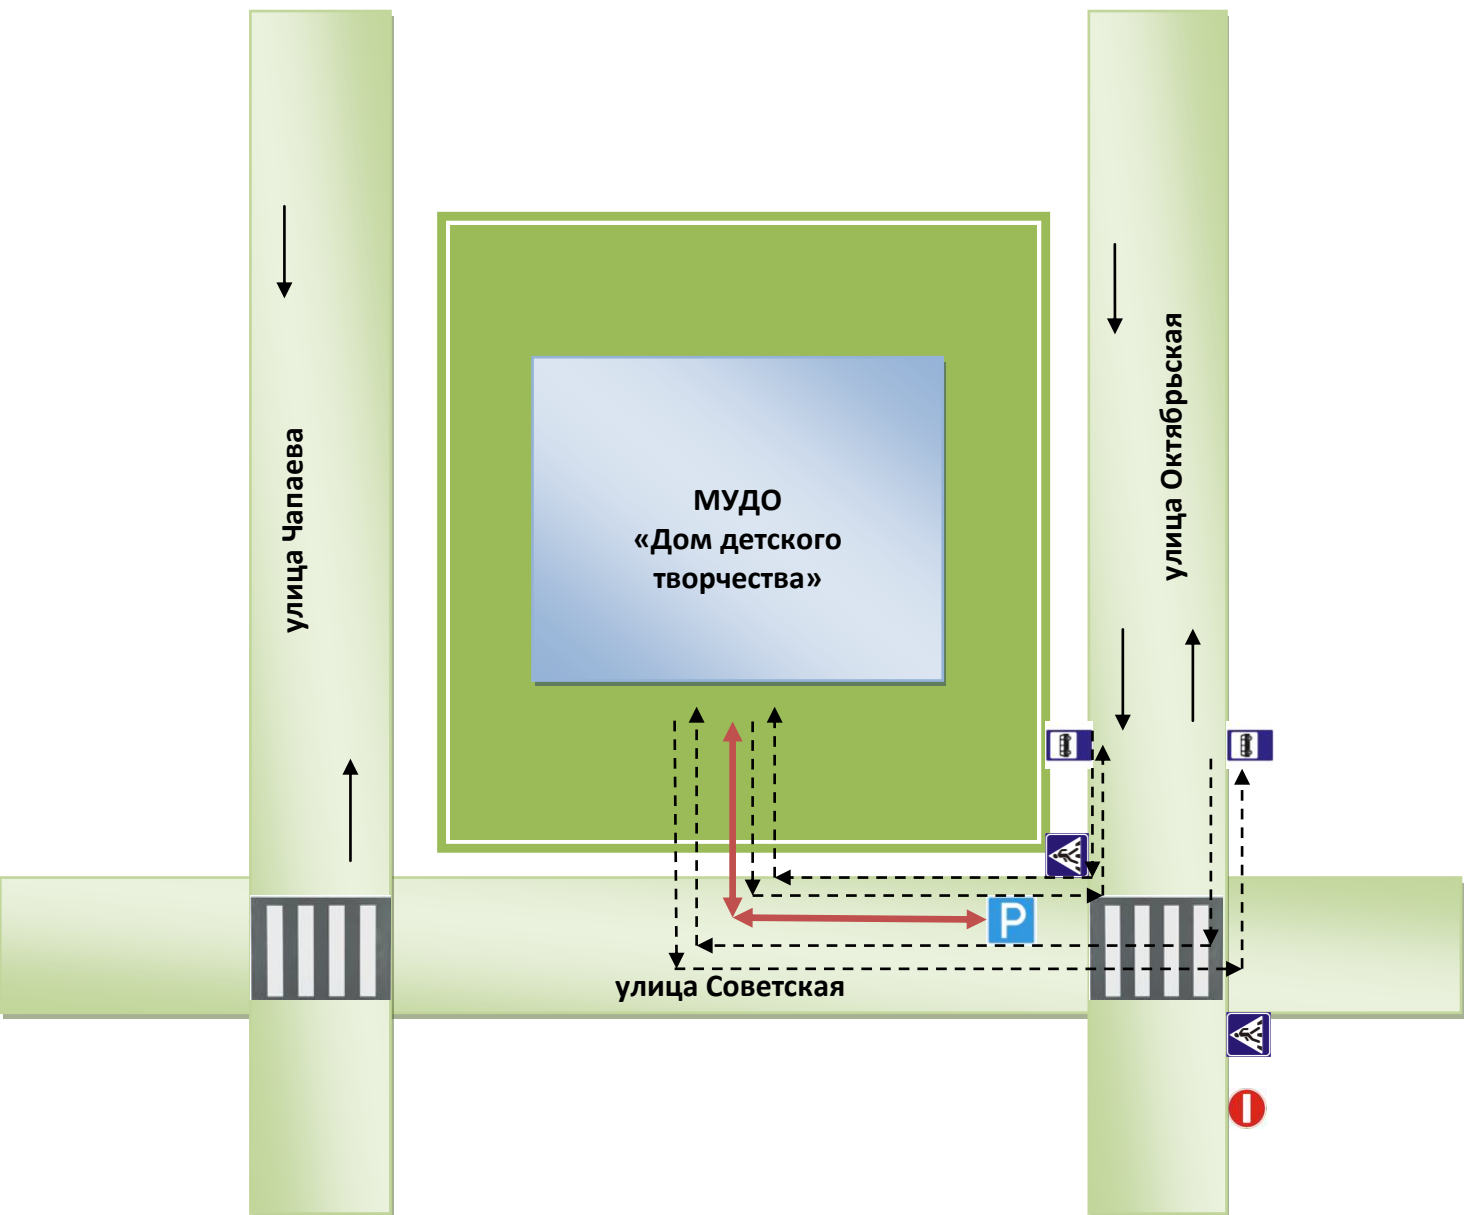 улица Чапаева
МУДО
«Дом детского
творчества»
улица Октябрьская
P
улица Советская